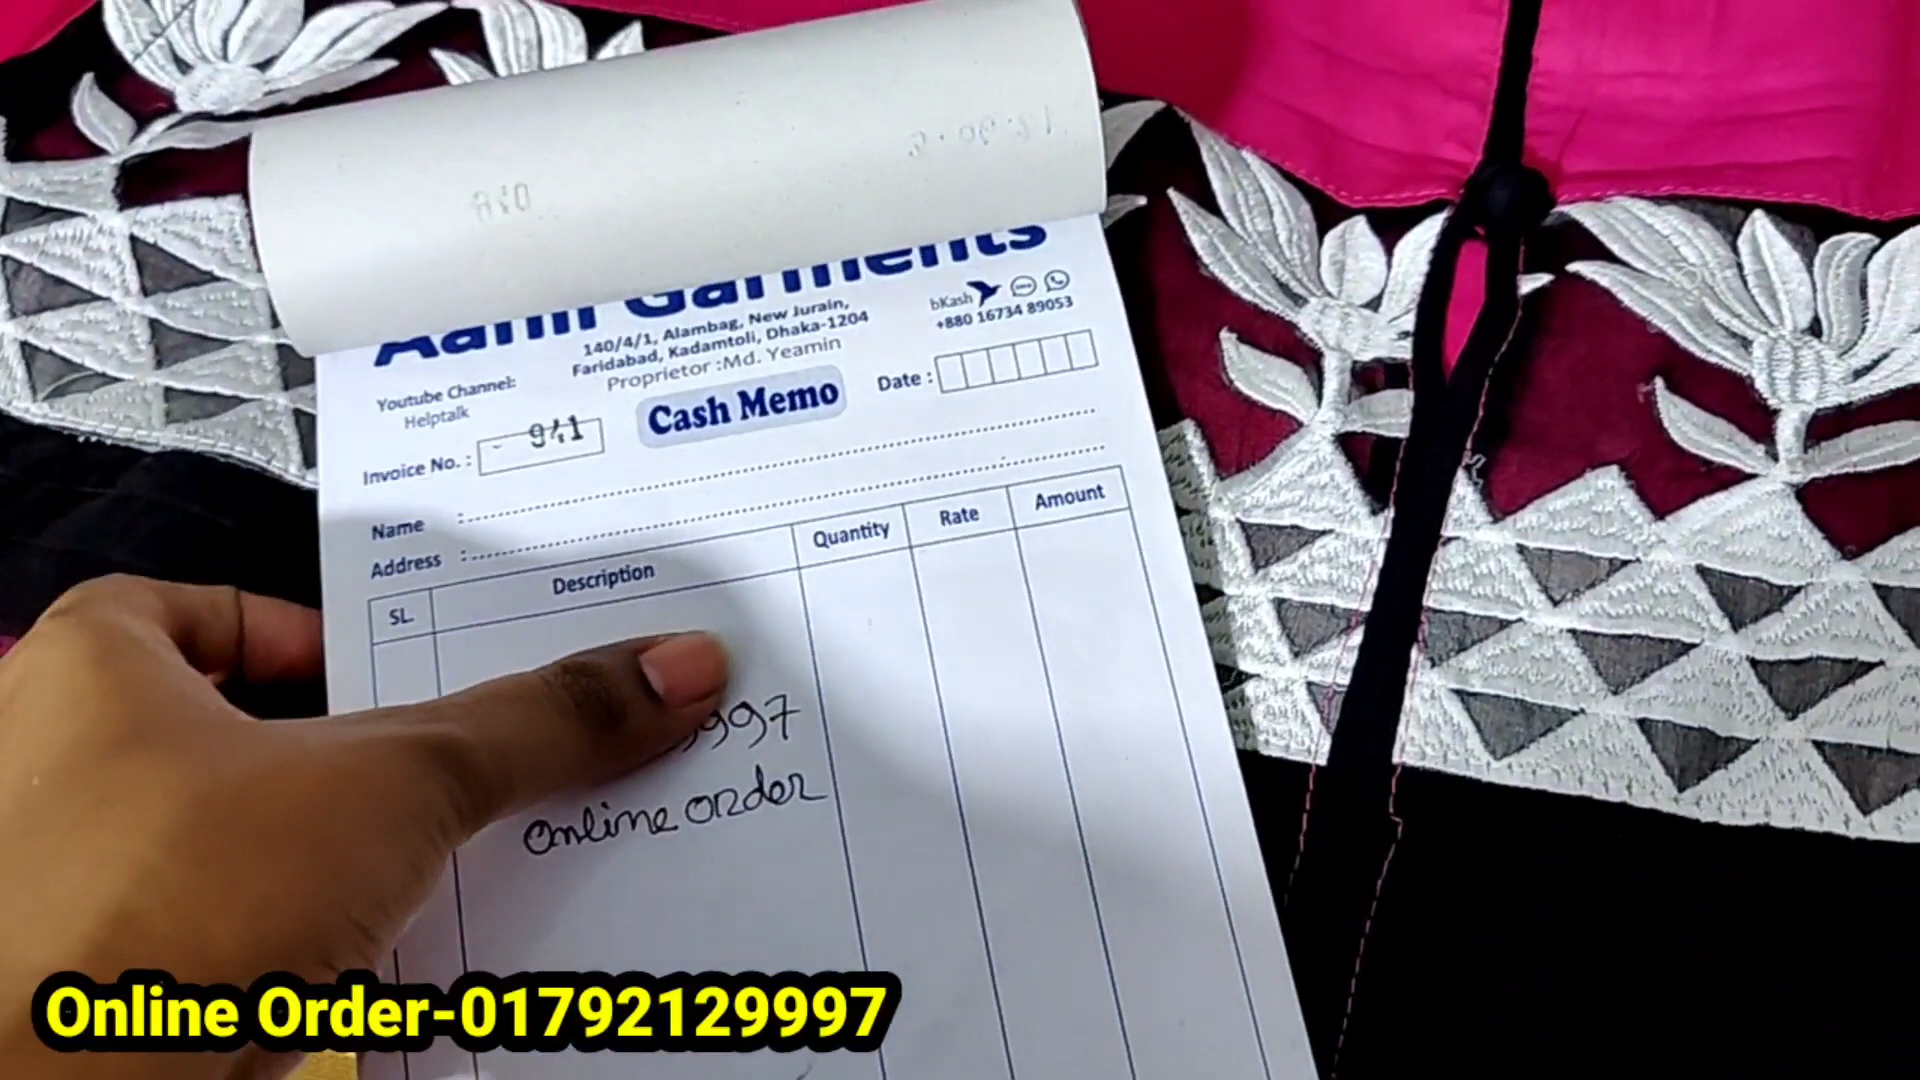 Garments
140/4/1, Alambag, New Jurain,
Faridabad, Kadamtoli, Dhaka-1204
Proprietor :Md. Yeamin
bKash
+880 16734 89053
Youtube Channel:
Helptalk
Cash Memo
Date :
Invoice No. : 941
Name :
Address :
SL. Description Quantity Rate Amount
9997
Online Order
Online Order-01792129997